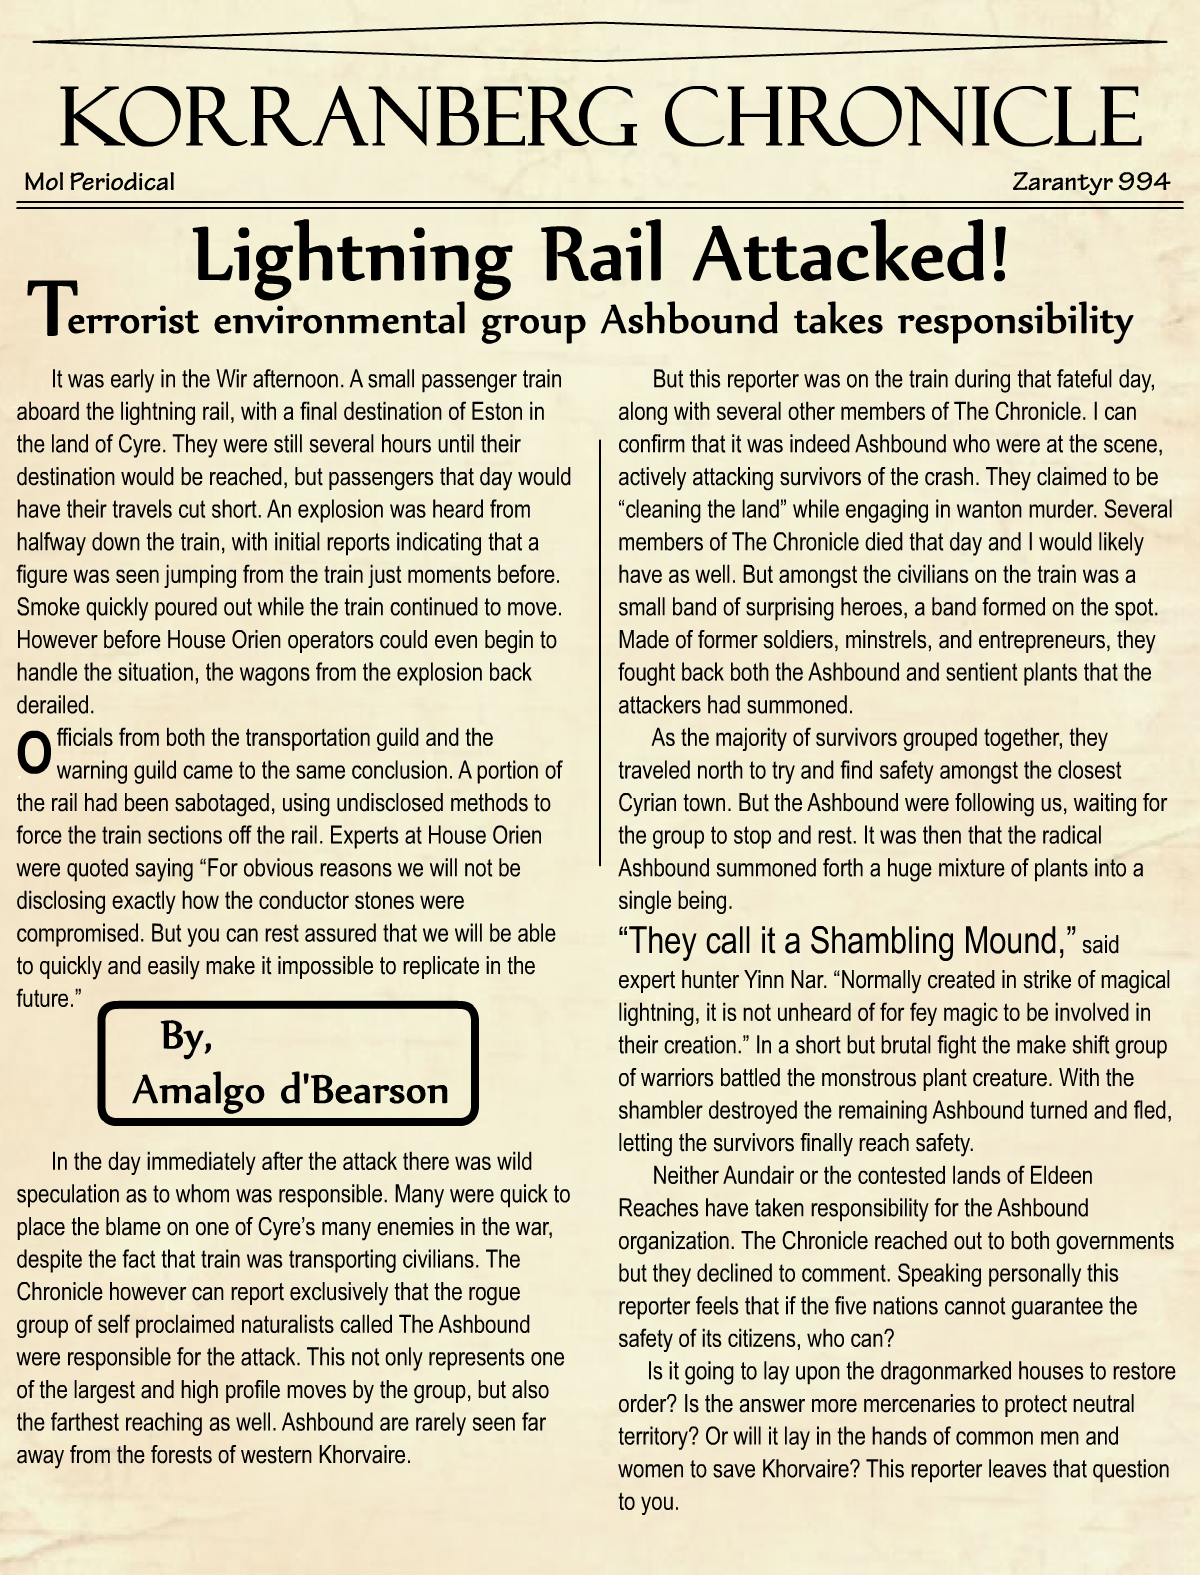 KORRANBERG CHRONICLE
Mol Periodical
Zarantyr 994
Lightning Rail Attacked!
Terrorist environmental group Ashbound takes responsibility
It was early in the Wir afternoon. A small passenger train
aboard the lightning rail, with a final destination of Eston in
the land of Cyre. They were still several hours until their
destination would be reached, but passengers that day would
have their travels cut short. An explosion was heard from
halfway down the train, with initial reports indicating that a
figure was seen jumping from the train just moments before.
Smoke quickly poured out while the train continued to move.
However before House Orien operators could even begin to
handle the situation, the wagons from the explosion back
derailed.
Officials from both the transportation guild and the
warning guild came to the same conclusion. A portion of
the rail had been sabotaged, using undisclosed methods to
force the train sections off the rail. Experts at House Orien
were quoted saying “For obvious reasons we will not be
disclosing exactly how the conductor stones were
compromised. But you can rest assured that we will be able
to quickly and easily make it impossible to replicate in the
future.”
By,
Amalgo d'Bearson
In the day immediately after the attack there was wild
speculation as to whom was responsible. Many were quick to
place the blame on one of Cyre’s many enemies in the war,
despite the fact that train was transporting civilians. The
Chronicle however can report exclusively that the rogue
group of self proclaimed naturalists called The Ashbound
were responsible for the attack. This not only represents one
of the largest and high profile moves by the group, but also
the farthest reaching as well. Ashbound are rarely seen far
away from the forests of western Khorvaire.
But this reporter was on the train during that fateful day,
along with several other members of The Chronicle. I can
confirm that it was indeed Ashbound who were at the scene,
actively attacking survivors of the crash. They claimed to be
“cleaning the land” while engaging in wanton murder. Several
members of The Chronicle died that day and I would likely
have as well. But amongst the civilians on the train was a
small band of surprising heroes, a band formed on the spot.
Made of former soldiers, minstrels, and entrepreneurs, they
fought back both the Ashbound and sentient plants that the
attackers had summoned.
As the majority of survivors grouped together, they
traveled north to try and find safety amongst the closest
Cyrian town. But the Ashbound were following us, waiting for
the group to stop and rest. It was then that the radical
Ashbound summoned forth a huge mixture of plants into a
single being.
“They call it a Shambling Mound,” said
expert hunter Yinn Nar. “Normally created in strike of magical
lightning, it is not unheard of for fey magic to be involved in
their creation.” In a short but brutal fight the make shift group
of warriors battled the monstrous plant creature. With the
shambler destroyed the remaining Ashbound turned and fled,
letting the survivors finally reach safety.
Neither Aundair or the contested lands of Eldeen
Reaches have taken responsibility for the Ashbound
organization. The Chronicle reached out to both governments
but they declined to comment. Speaking personally this
reporter feels that if the five nations cannot guarantee the
safety of its citizens, who can?
Is it going to lay upon the dragonmarked houses to restore
order? Is the answer more mercenaries to protect neutral
territory? Or will it lay in the hands of common men and
women to save Khorvaire? This reporter leaves that question
to you.